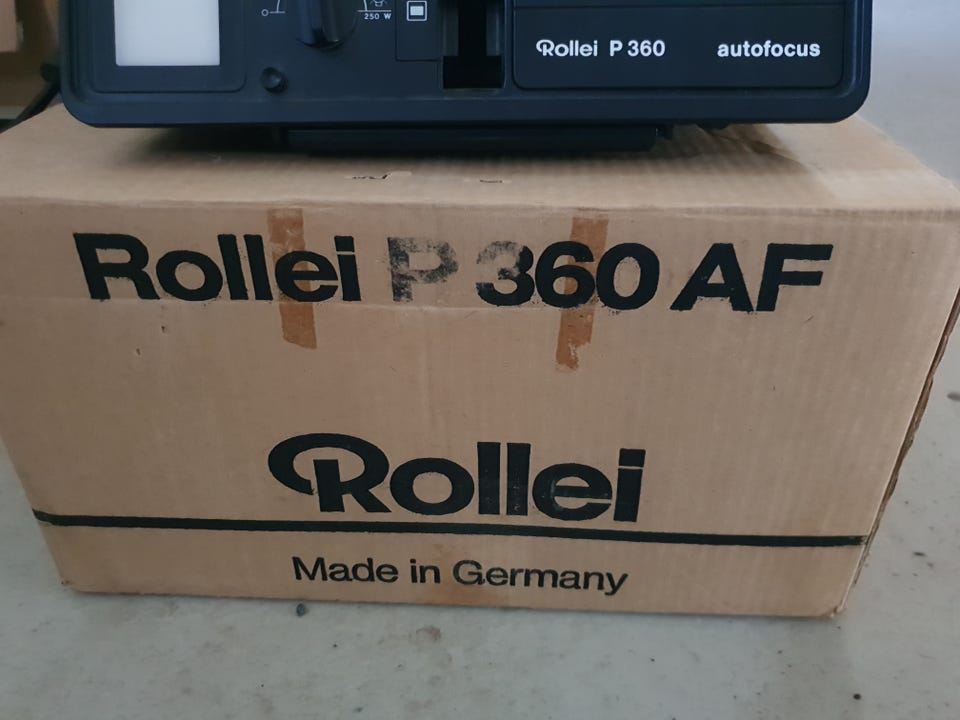 250 W
Rollei P 360 autofocus
Rollei P 360 AF
Rollei
Made in Germany